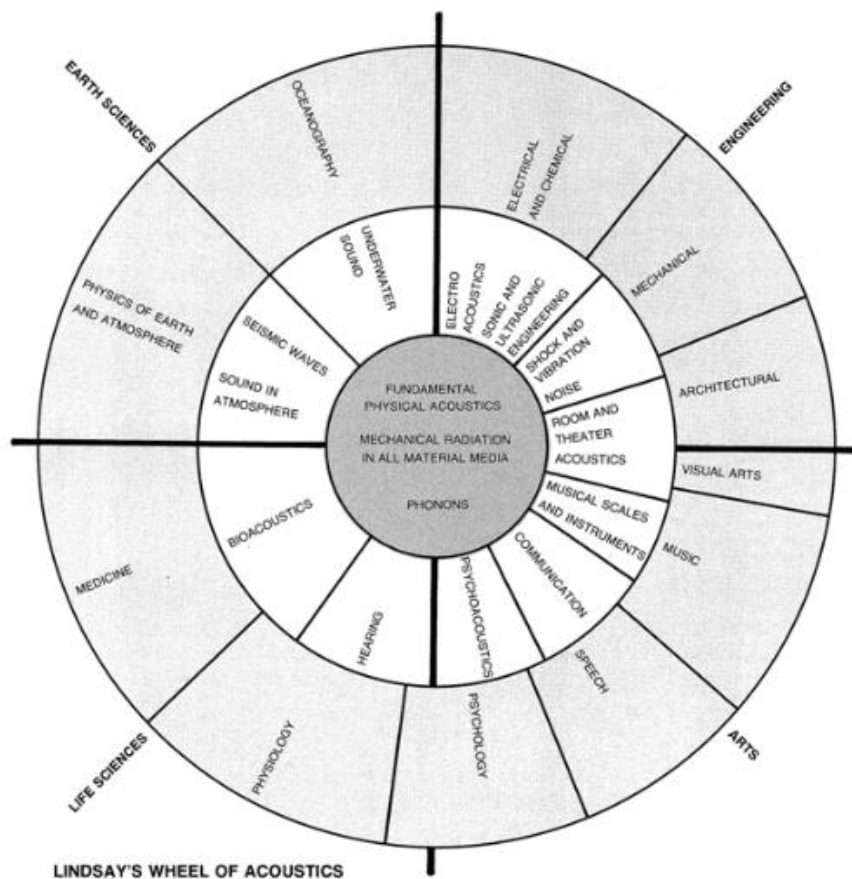 EARTH SCIENCES
ENGINEERING
OCEANOGRAPHY
ELECTRICAL
AND CHEMICAL
MECHANICAL
ARCHITECTURAL
VISUAL ARTS
MUSIC
SPEECH
PSYCHOLOGY
PHYSIOLOGY
MEDICINE
PHYSICS OF EARTH
AND ATMOSPHERE
UNDERWATER
SOUND
ELECTRO
ACOUSTICS
SONIC AND
ULTRASONIC
ENGINEERING
SHOCK AND
VIBRATION
NOISE
ROOM AND
THEATER
ACOUSTICS
MUSICAL SCALES
AND INSTRUMENTS
COMMUNICATION
PSYCHOACOUSTICS
HEARING
BIOACOUSTICS
SEISMIC WAVES
SOUND IN
ATMOSPHERE
FUNDAMENTAL
PHYSICAL ACOUSTICS
MECHANICAL RADIATION
IN ALL MATERIAL MEDIA
PHONONS
LIFE SCIENCES
ARTS
LINDSAY'S WHEEL OF ACOUSTICS